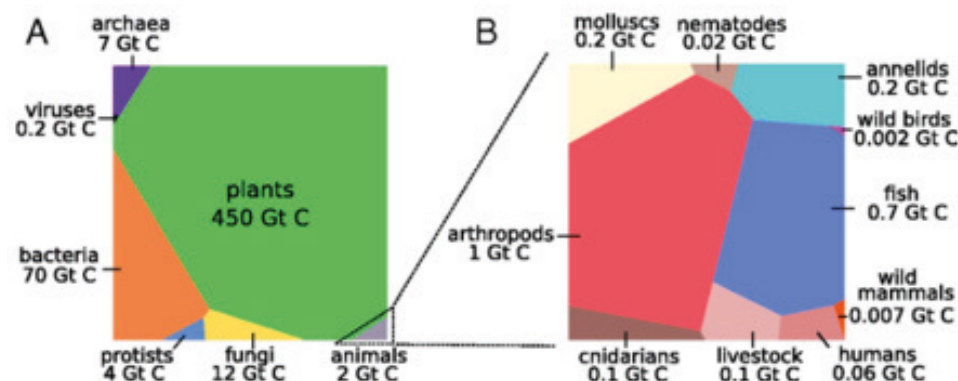 A
archaea
7 Gt C
viruses
0.2 Gt C
plants
450 Gt C
bacteria
70 Gt C
protists
4 Gt C
fungi
12 Gt C
animals
2 Gt C
B
molluscs
0.2 Gt C
nematodes
0.02 Gt C
annelids
0.2 Gt C
wild birds
0.002 Gt C
fish
0.7 Gt C
arthropods
1 Gt C
wild
mammals
0.007 Gt C
cnidarians
0.1 Gt C
livestock
0.1 Gt C
humans
0.06 Gt C